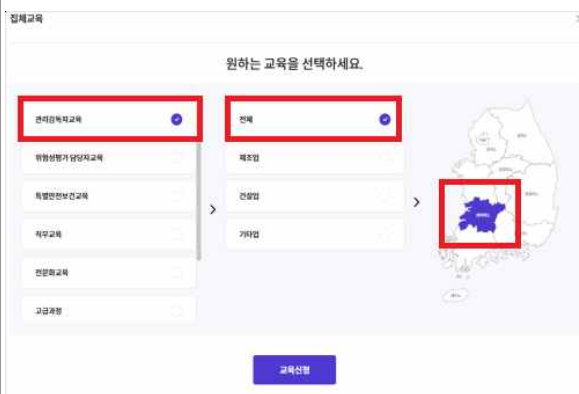 집체교육
원하는 교육을 선택하세요.
관리감독자교육
위험성평가 담당자교육
특별안전보건교육
직무교육
전문화교육
고급과정
전체
제조업
건설업
기타업
교육신청